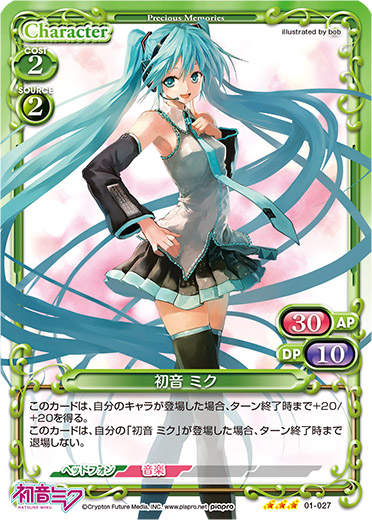 Precious Memories
Character
illustrated by bob
COST
2
SOURCE
2
30 AP
DP 10
初音 ミク
このカードは、自分のキャラが登場した場合、ターン終了時まで+20/
+20を得る。
このカードは、自分の「初音 ミク」が登場した場合、ターン終了時まで
退場しない。
ヘッドフォン 音楽
初音ミク
HATSUNE MIKU
©Crypton Future Media, INC. www.piapro.net piapro
01-027